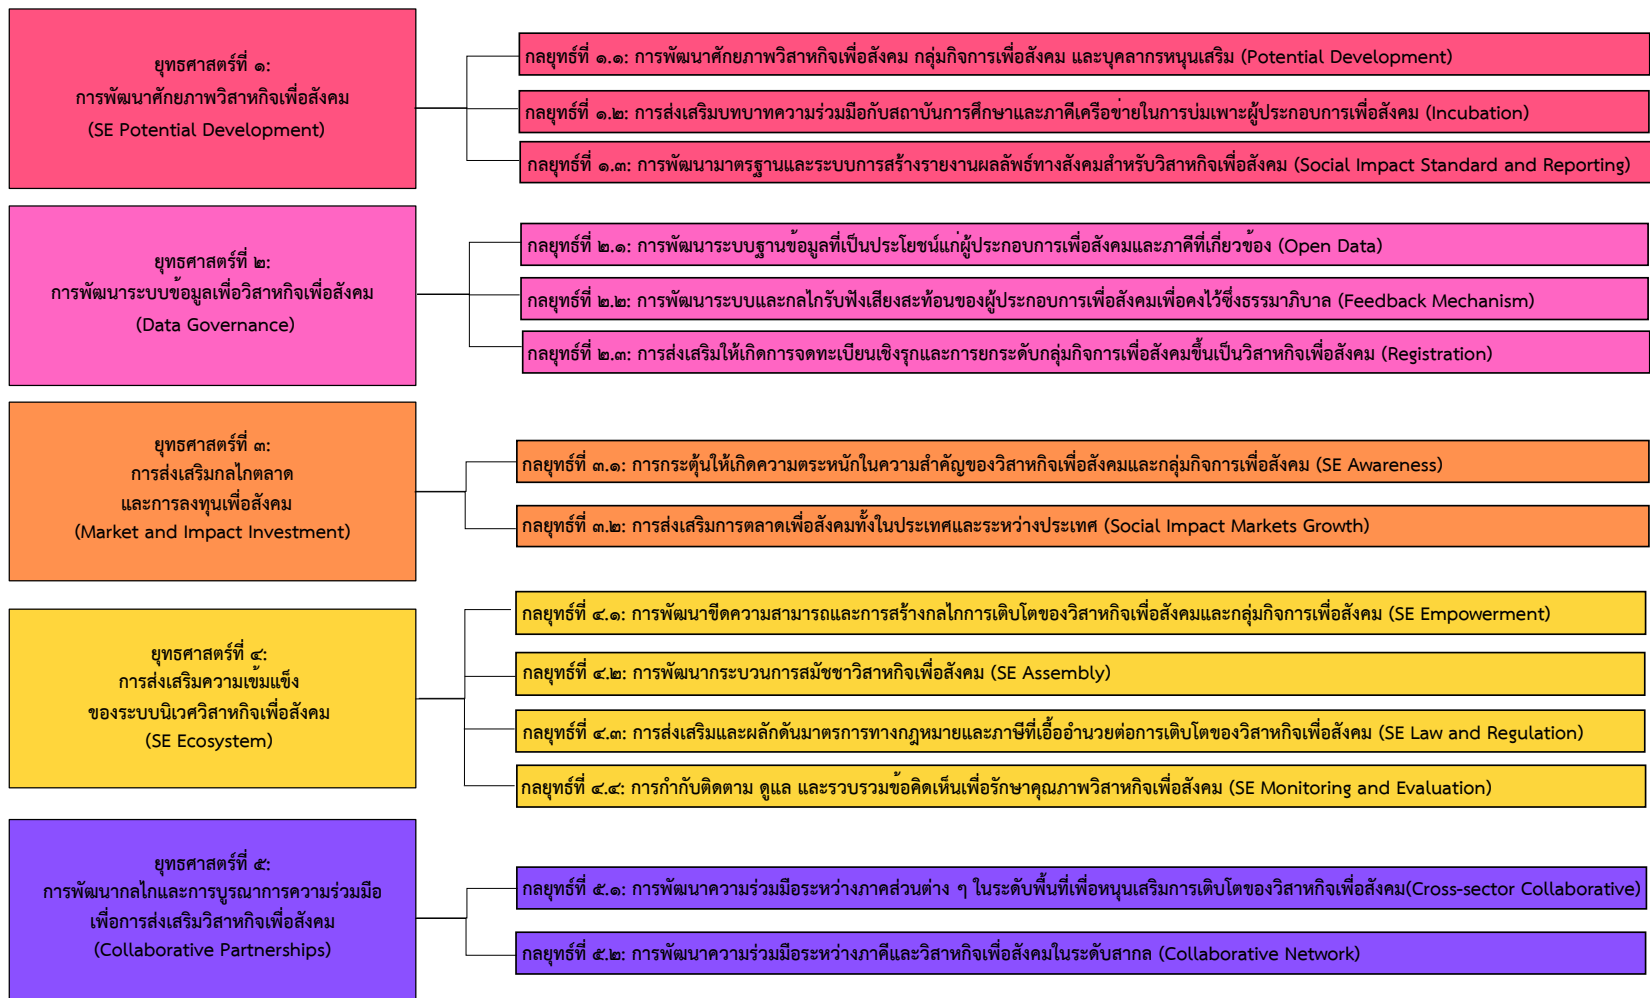 ยุทธศาสตร์ที่ ๑:
การพัฒนาศักยภาพวิสาหกิจเพื่อสังคม
(SE Potential Development)
กลยุทธ์ที่ ๑.๑: การพัฒนาศักยภาพวิสาหกิจเพื่อสังคม กลุ่มกิจการเพื่อสังคม และบุคลากรหนุนเสริม (Potential Development)
กลยุทธ์ที่ ๑.๒: การส่งเสริมบทบาทความร่วมมือกับสถาบันการศึกษาและภาคีเครือข่ายในการบ่มเพาะผู้ประกอบการเพื่อสังคม (Incubation)
กลยุทธ์ที่ ๑.๓: การพัฒนามาตรฐานและระบบการสร้างรายงานผลลัพธ์ทางสังคมสำหรับวิสาหกิจเพื่อสังคม (Social Impact Standard and Reporting)
ยุทธศาสตร์ที่ ๒:
การพัฒนาระบบข้อมูลเพื่อวิสาหกิจเพื่อสังคม
(Data Governance)
กลยุทธ์ที่ ๒.๑: การพัฒนาระบบฐานข้อมูลที่เป็นประโยชน์แก่ผู้ประกอบการเพื่อสังคมและภาคีที่เกี่ยวข้อง (Open Data)
กลยุทธ์ที่ ๒.๒: การพัฒนาระบบและกลไกรับฟังเสียงสะท้อนของผู้ประกอบการเพื่อสังคมเพื่อคงไว้ซึ่งธรรมาภิบาล (Feedback Mechanism)
กลยุทธ์ที่ ๒.๓: การส่งเสริมให้เกิดการจดทะเบียนเชิงรุกและการยกระดับกลุ่มกิจการเพื่อสังคมขึ้นเป็นวิสาหกิจเพื่อสังคม (Registration)
ยุทธศาสตร์ที่ ๓:
การส่งเสริมกลไกตลาด
และการลงทุนเพื่อสังคม
(Market and Impact Investment)
กลยุทธ์ที่ ๓.๑: การกระตุ้นให้เกิดความตระหนักในความสำคัญของวิสาหกิจเพื่อสังคมและกลุ่มกิจการเพื่อสังคม (SE Awareness)
กลยุทธ์ที่ ๓.๒: การส่งเสริมการตลาดเพื่อสังคมทั้งในประเทศและระหว่างประเทศ (Social Impact Markets Growth)
ยุทธศาสตร์ที่ ๔:
การส่งเสริมความเข้มแข็ง
ของระบบนิเวศวิสาหกิจเพื่อสังคม
(SE Ecosystem)
กลยุทธ์ที่ ๔.๑: การพัฒนาขีดความสามารถและการสร้างกลไกการเติบโตของวิสาหกิจเพื่อสังคมและกลุ่มกิจการเพื่อสังคม (SE Empowerment)
กลยุทธ์ที่ ๔.๒: การพัฒนากระบวนการสมัชชาวิสาหกิจเพื่อสังคม (SE Assembly)
กลยุทธ์ที่ ๔.๓: การส่งเสริมและผลักดันมาตรการทางกฎหมายและภาษีที่เอื้ออำนวยต่อการเติบโตของวิสาหกิจเพื่อสังคม (SE Law and Regulation)
กลยุทธ์ที่ ๔.๔: การกำกับติดตาม ดูแล และรวบรวมข้อคิดเห็นเพื่อรักษาคุณภาพวิสาหกิจเพื่อสังคม (SE Monitoring and Evaluation)
ยุทธศาสตร์ที่ ๕:
การพัฒนากลไกและการบูรณาการความร่วมมือ
เพื่อการส่งเสริมวิสาหกิจเพื่อสังคม
(Collaborative Partnerships)
กลยุทธ์ที่ ๕.๑: การพัฒนาความร่วมมือระหว่างภาคส่วนต่าง ๆ ในระดับพื้นที่เพื่อหนุนเสริมการเติบโตของวิสาหกิจเพื่อสังคม(Cross-sector Collaborative)
กลยุทธ์ที่ ๕.๒: การพัฒนาความร่วมมือระหว่างภาคีและวิสาหกิจเพื่อสังคมในระดับสากล (Collaborative Network)